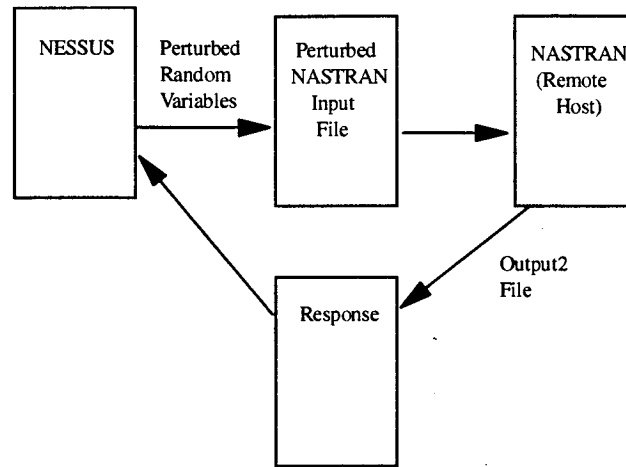 NESSUS
Perturbed
Random
Variables
Perturbed
NASTRAN
Input
File
NASTRAN
(Remote
Host)
Output2
File
Response